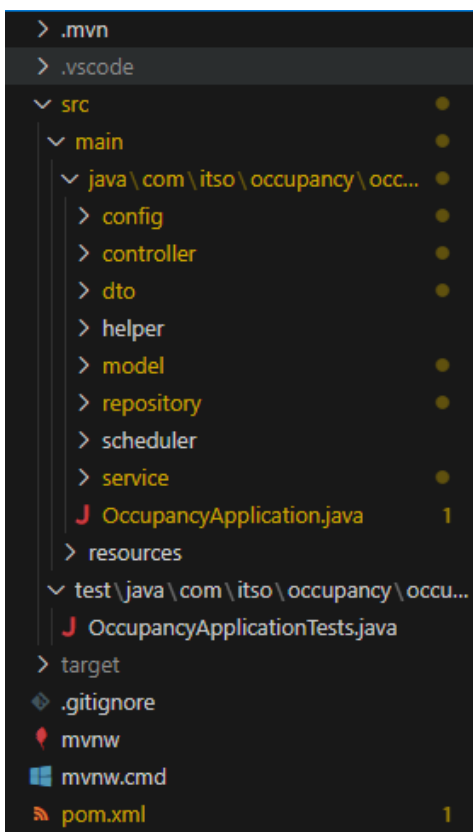 .mvn
.vscode
src
main
java\com\itso\occupancy\occ...
config
controller
dto
helper
model
repository
scheduler
service
J OccupancyApplication.java 1
resources
test\java\com\itso\occupancy\occu...
J OccupancyApplicationTests.java
target
.gitignore
mvnw
mvnw.cmd
pom.xml 1